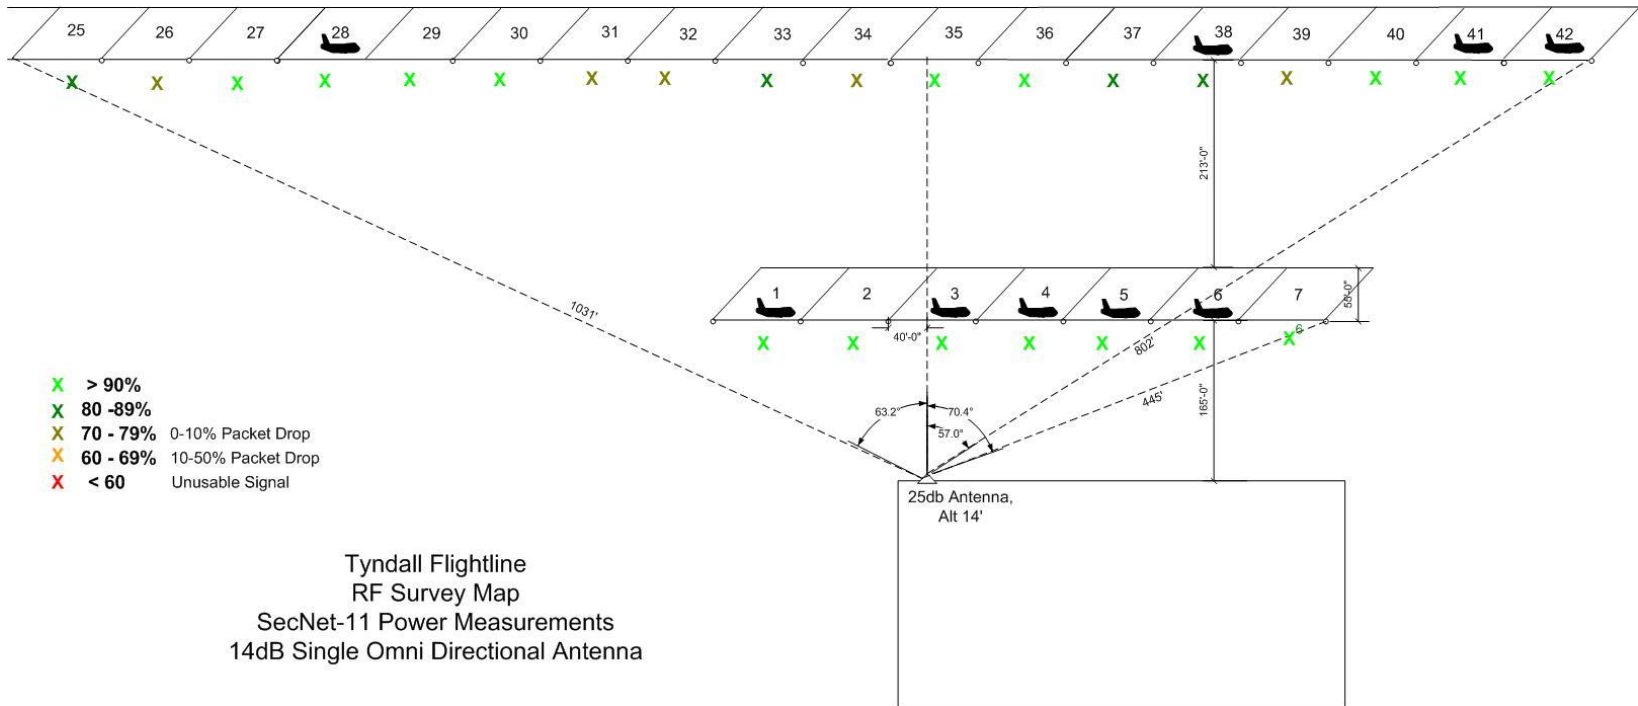 25 26 27 28 29 30 31 32 33 34 35 36 37 38 39 40 41 42
X X X X X X X X X X X X X X X X X X
213'-0"
1 2 3 4 5 6 7
55'-0"
1031'
40'-0"
6
X X X X X X X
802'
445'
165'-0"
X > 90%
X 80 -89%
X 70 - 79% 0-10% Packet Drop
X 60 - 69% 10-50% Packet Drop
X < 60 Unusable Signal
63.2°
70.4°
57.0°
25db Antenna,
Alt 14'
Tyndall Flightline
RF Survey Map
SecNet-11 Power Measurements
14dB Single Omni Directional Antenna